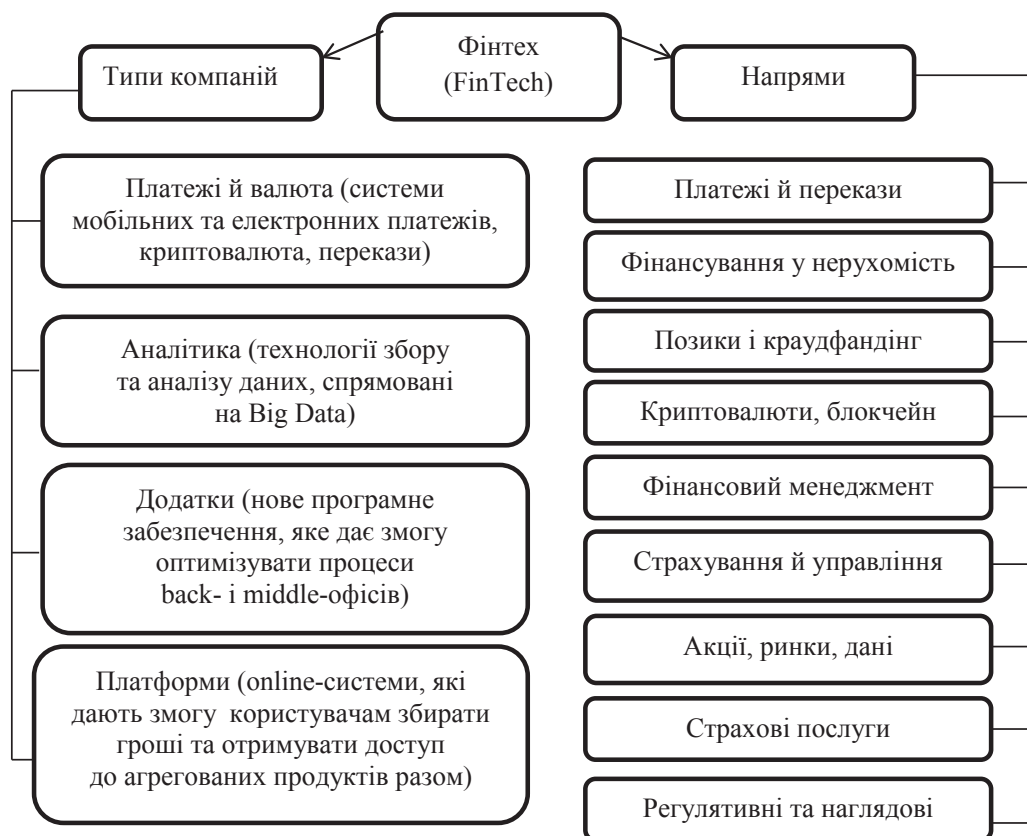 Фінтех
(FinTech)
Типи компаній
Напрями
Платежі й валюта (системи
мобільних та електронних платежів,
криптовалюта, перекази)
Аналітика (технології збору
та аналізу даних, спрямовані
на Big Data)
Додатки (нове програмне
забезпечення, яке дає змогу
оптимізувати процеси
back- і middle-офісів)
Платформи (online-системи, які
дають змогу  користувачам збирати
гроші та отримувати доступ
до агрегованих продуктів разом)
Платежі й перекази
Фінансування у нерухомість
Позики і краудфандінг
Криптовалюти, блокчейн
Фінансовий менеджмент
Страхування й управління
Акції, ринки, дані
Страхові послуги
Регулятивні та наглядові